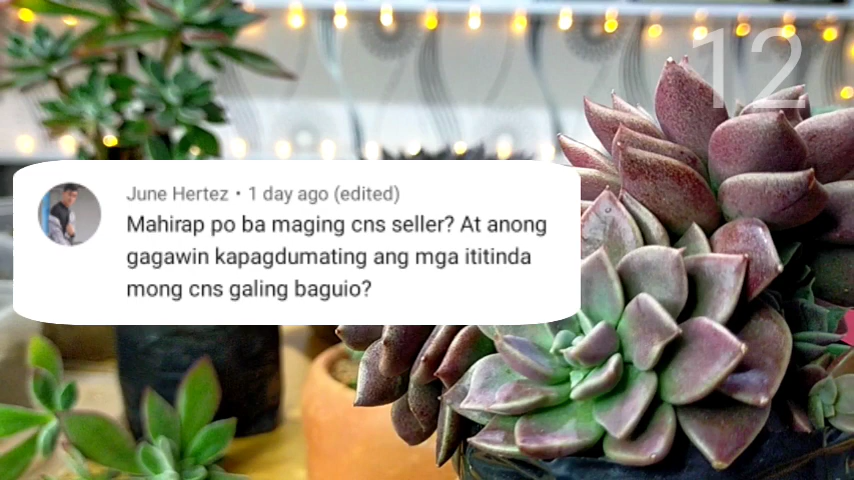 12
June Hertez • 1 day ago (edited)
Mahirap po ba maging cns seller? At anong
gagawin kapagdumating ang mga ititinda
mong cns galing baguio?